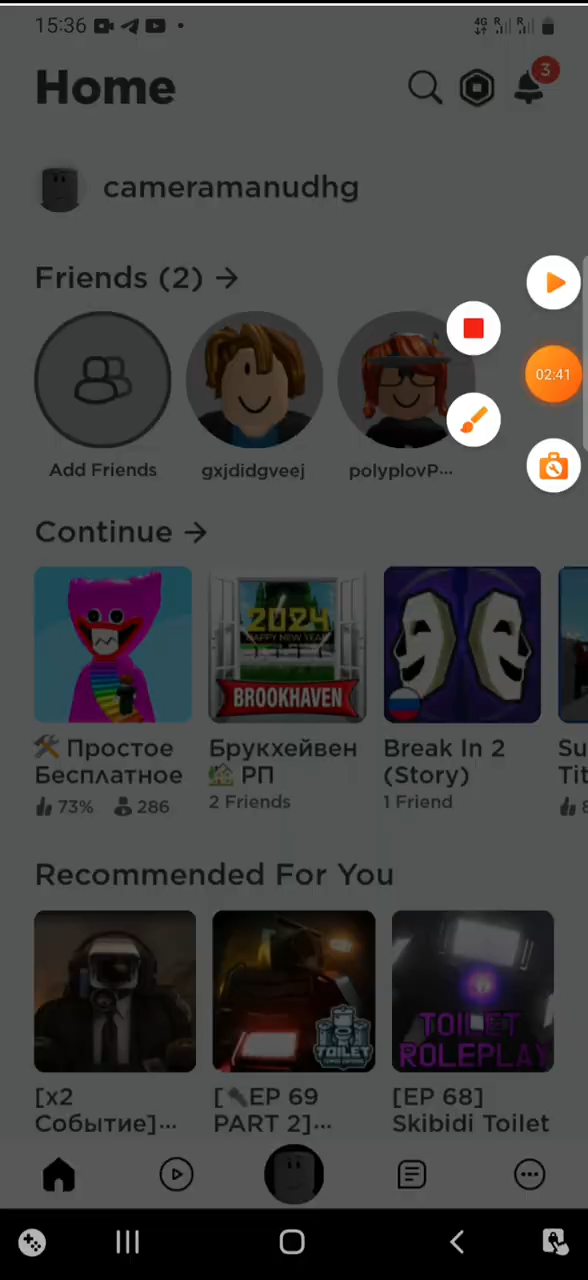 15:36
4G R R
Home
3
cameramanudhg
Friends (2) →
02:41
Add Friends
gxjdidgveej
polyplovP...
Continue →
2024
HAPPY NEW YEAR
BROOKHAVEN
🛠️ Простое
Бесплатное
73% 286
Брукхейвен
🏡 РП
2 Friends
Break In 2
(Story)
1 Friend
Su
Tit
8
Recommended For You
TOILET
TOILET
ROLEPLAY
[x2
Событие]...
[🔪EP 69
PART 2]...
[EP 68]
Skibidi Toilet